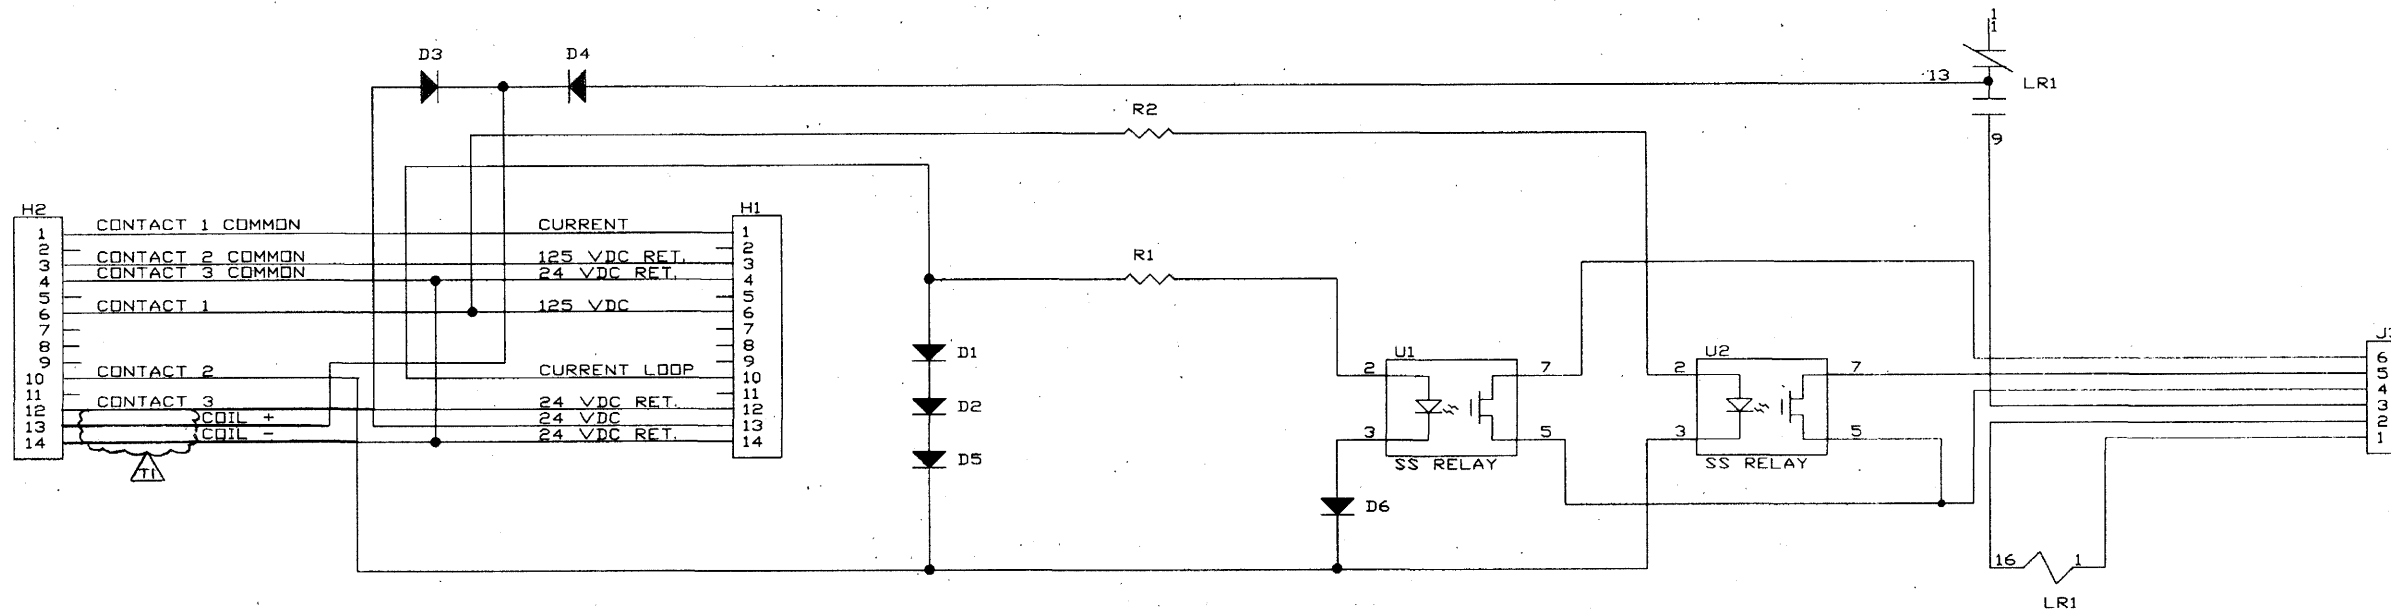 1
1
D3
D4
13
LR1
R2
9
H2
H1
CONTACT 1 COMMON
CURRENT
1
1
2
2
CONTACT 2 COMMON
125 VDC RET.
3
3
CONTACT 3 COMMON
24 VDC RET.
4
4
R1
5
5
CONTACT 1
125 VDC
6
6
7
7
8
8
9
9
CONTACT 2
CURRENT LOOP
10
10
11
11
CONTACT 3
24 VDC RET.
12
12
COIL +
24 VDC
13
13
COIL -
24 VDC RET.
14
14
T1
D1
D2
D5
U1
2
7
3
5
SS RELAY
D6
U2
2
7
3
5
SS RELAY
6
5
4
3
2
1
16
1
LR1